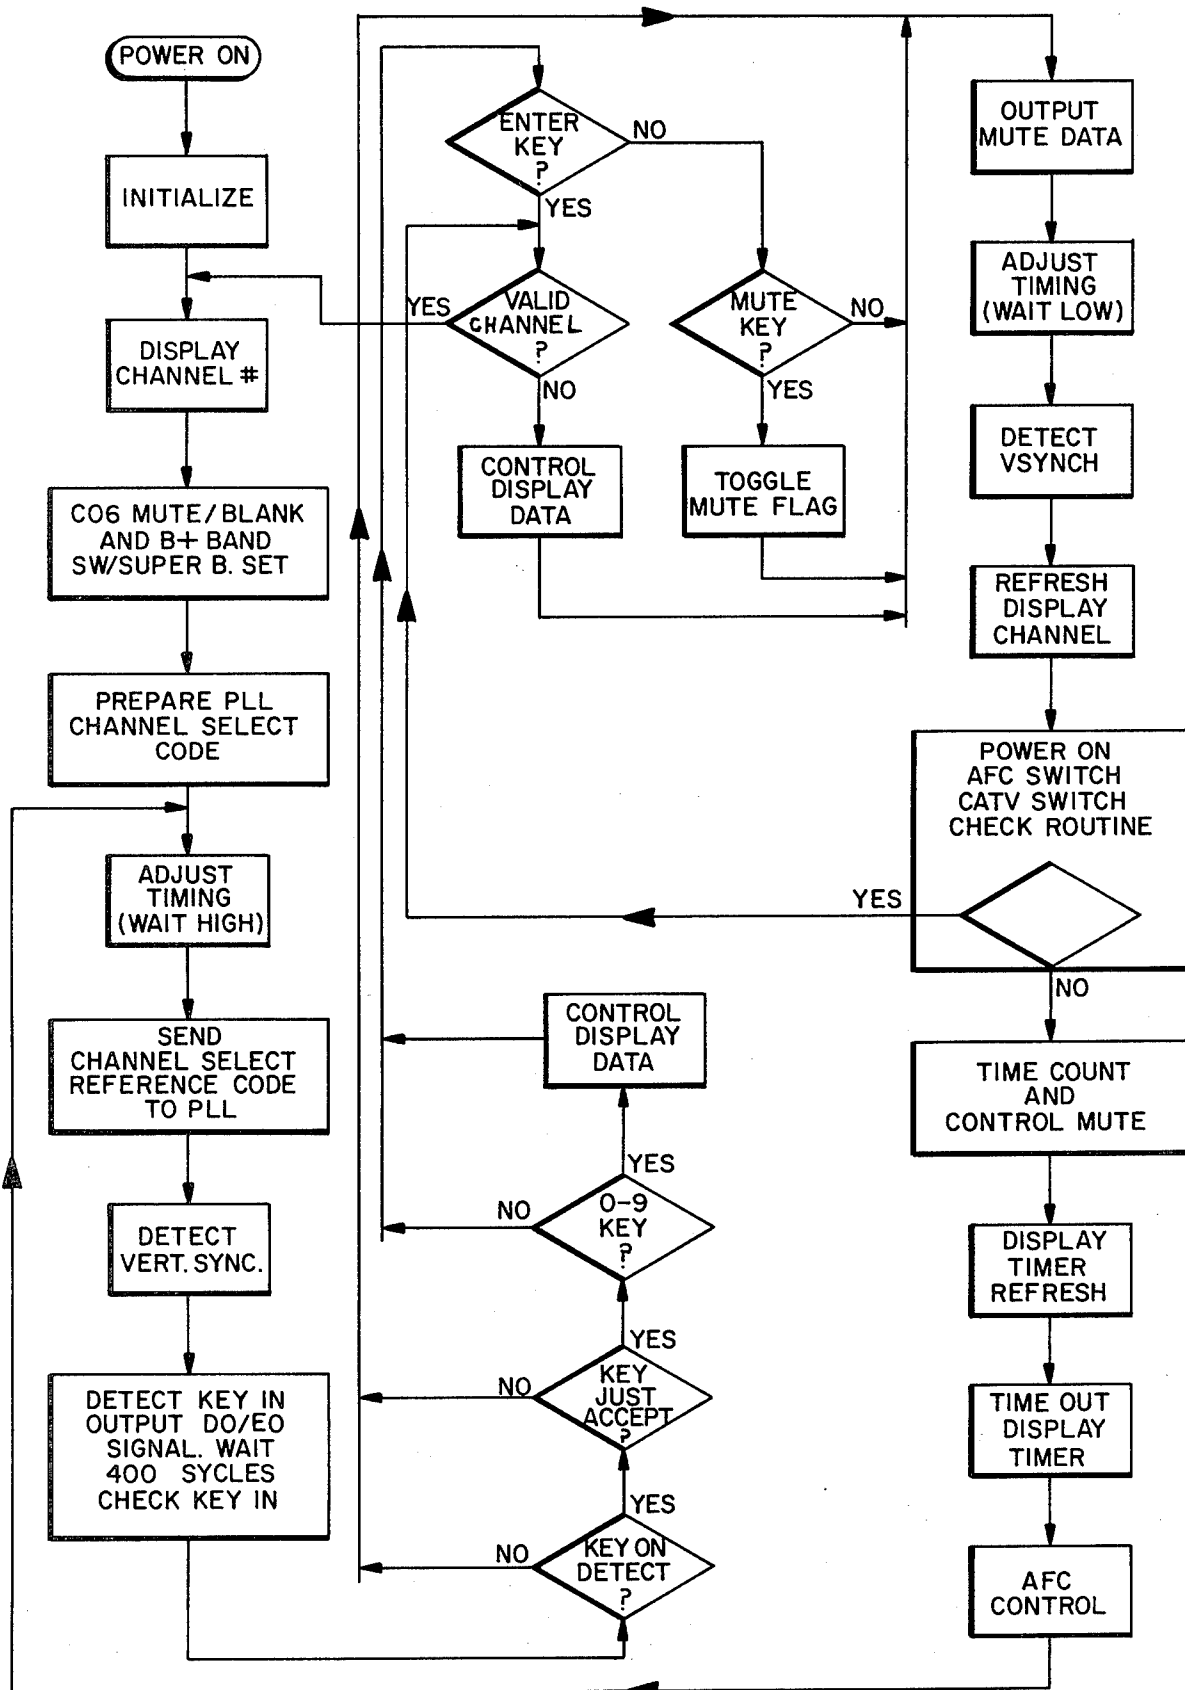 POWER ON
INITIALIZE
DISPLAY
CHANNEL #
CO6 MUTE/BLANK
AND B+ BAND
SW/SUPER B. SET
PREPARE PLL
CHANNEL SELECT
CODE
ADJUST
TIMING
(WAIT HIGH)
SEND
CHANNEL SELECT
REFERENCE CODE
TO PLL
DETECT
VERT. SYNC.
DETECT KEY IN
OUTPUT DO/EO
SIGNAL. WAIT
400 SYCLES
CHECK KEY IN
ENTER
KEY
?
NO
YES
VALID
CHANNEL
?
YES
NO
CONTROL
DISPLAY
DATA
MUTE
KEY
?
NO
YES
TOGGLE
MUTE FLAG
CONTROL
DISPLAY
DATA
YES
0-9
KEY
?
NO
YES
KEY
JUST
ACCEPT
?
NO
YES
KEY ON
DETECT
?
NO
OUTPUT
MUTE DATA
ADJUST
TIMING
(WAIT LOW)
DETECT
VSYNCH
REFRESH
DISPLAY
CHANNEL
POWER ON
AFC SWITCH
CATV SWITCH
CHECK ROUTINE
YES
NO
TIME COUNT
AND
CONTROL MUTE
DISPLAY
TIMER
REFRESH
TIME OUT
DISPLAY
TIMER
AFC
CONTROL